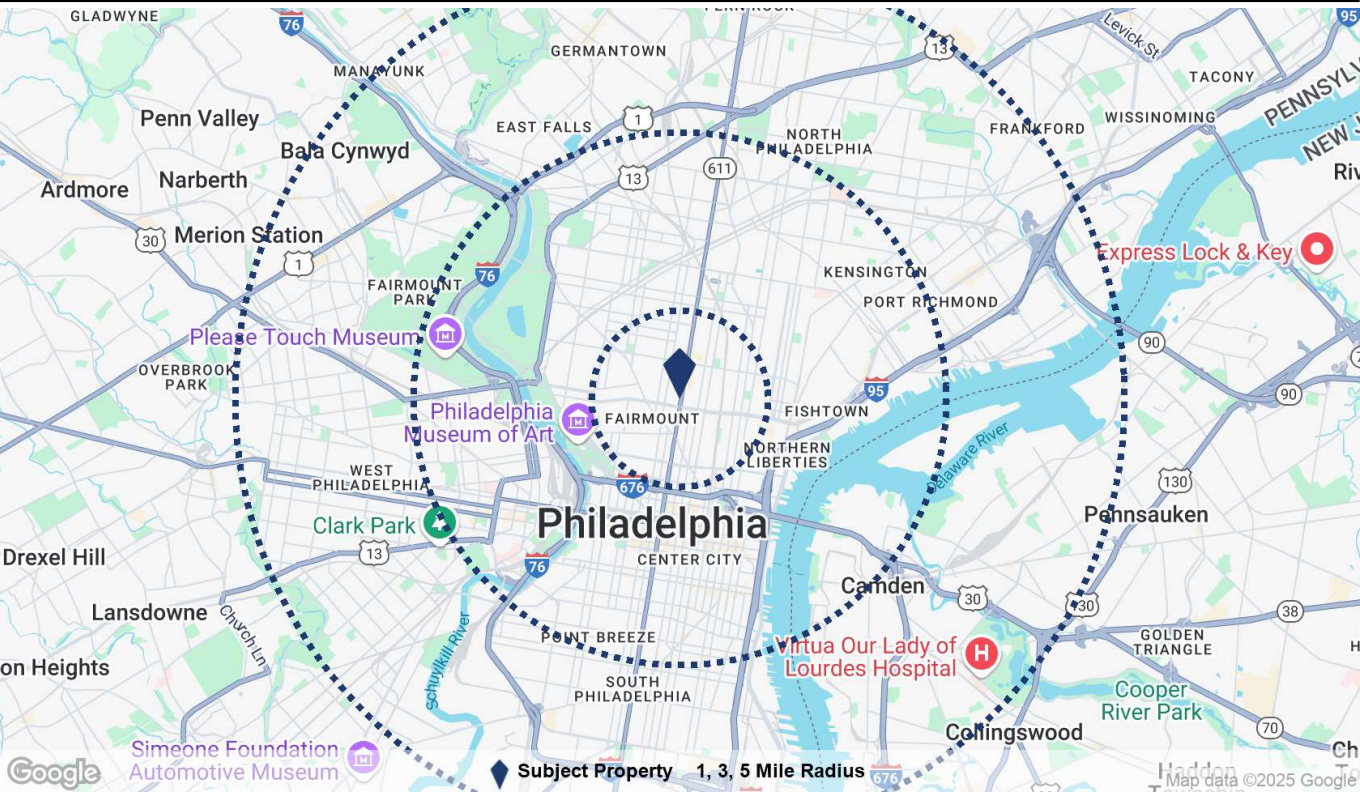 GLADWYNE
76
FERN ROCK
Levick St
95
13
GERMANTOWN
MANAYUNK
TACONY
PENNSYLV
NEW J
Penn Valley
1
EAST FALLS
NORTH
PHILADELPHIA
FRANKFORD
WISSINOMING
Bala Cynwyd
Narberth
Ardmore
13
611
Riv
30
Merion Station
1
76
Express Lock & Key
FAIRMOUNT
PARK
KENSINGTON
PORT RICHMOND
Please Touch Museum
90
OVERBROOK
PARK
95
90
Philadelphia
Museum of Art
FAIRMOUNT
FISHTOWN
NORTHERN
LIBERTIES
Delaware River
WEST
PHILADELPHIA
676
130
Clark Park
Philadelphia
Pennsauken
13
Drexel Hill
76
CENTER CITY
Camden
30
130
38
Lansdowne
Church Ln
Schuylkill River
POINT BREEZE
GOLDEN
TRIANGLE
Virtua Our Lady of
Lourdes Hospital
H
on Heights
SOUTH
PHILADELPHIA
Cooper
River Park
70
Collingswood
Simeone Foundation
Automotive Museum
Ch
Google
Subject Property 1, 3, 5 Mile Radius
676
Haddon
Map data ©2025 Google